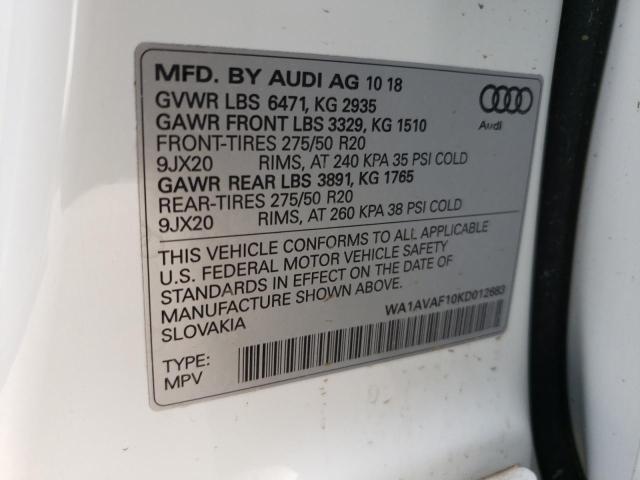 MFD. BY AUDI AG 10 18
GVWR LBS 6471, KG 2935
GAWR FRONT LBS 3329, KG 1510
FRONT-TIRES 275/50 R20
9JX20 RIMS, AT 240 KPA 35 PSI COLD
GAWR REAR LBS 3891, KG 1765
REAR-TIRES 275/50 R20
9JX20 RIMS, AT 260 KPA 38 PSI COLD
Audi
THIS VEHICLE CONFORMS TO ALL APPLICABLE
U.S. FEDERAL MOTOR VEHICLE SAFETY
STANDARDS IN EFFECT ON THE DATE OF
MANUFACTURE SHOWN ABOVE.
SLOVAKIA
WA1AVAF10KD012683
TYPE:
MPV